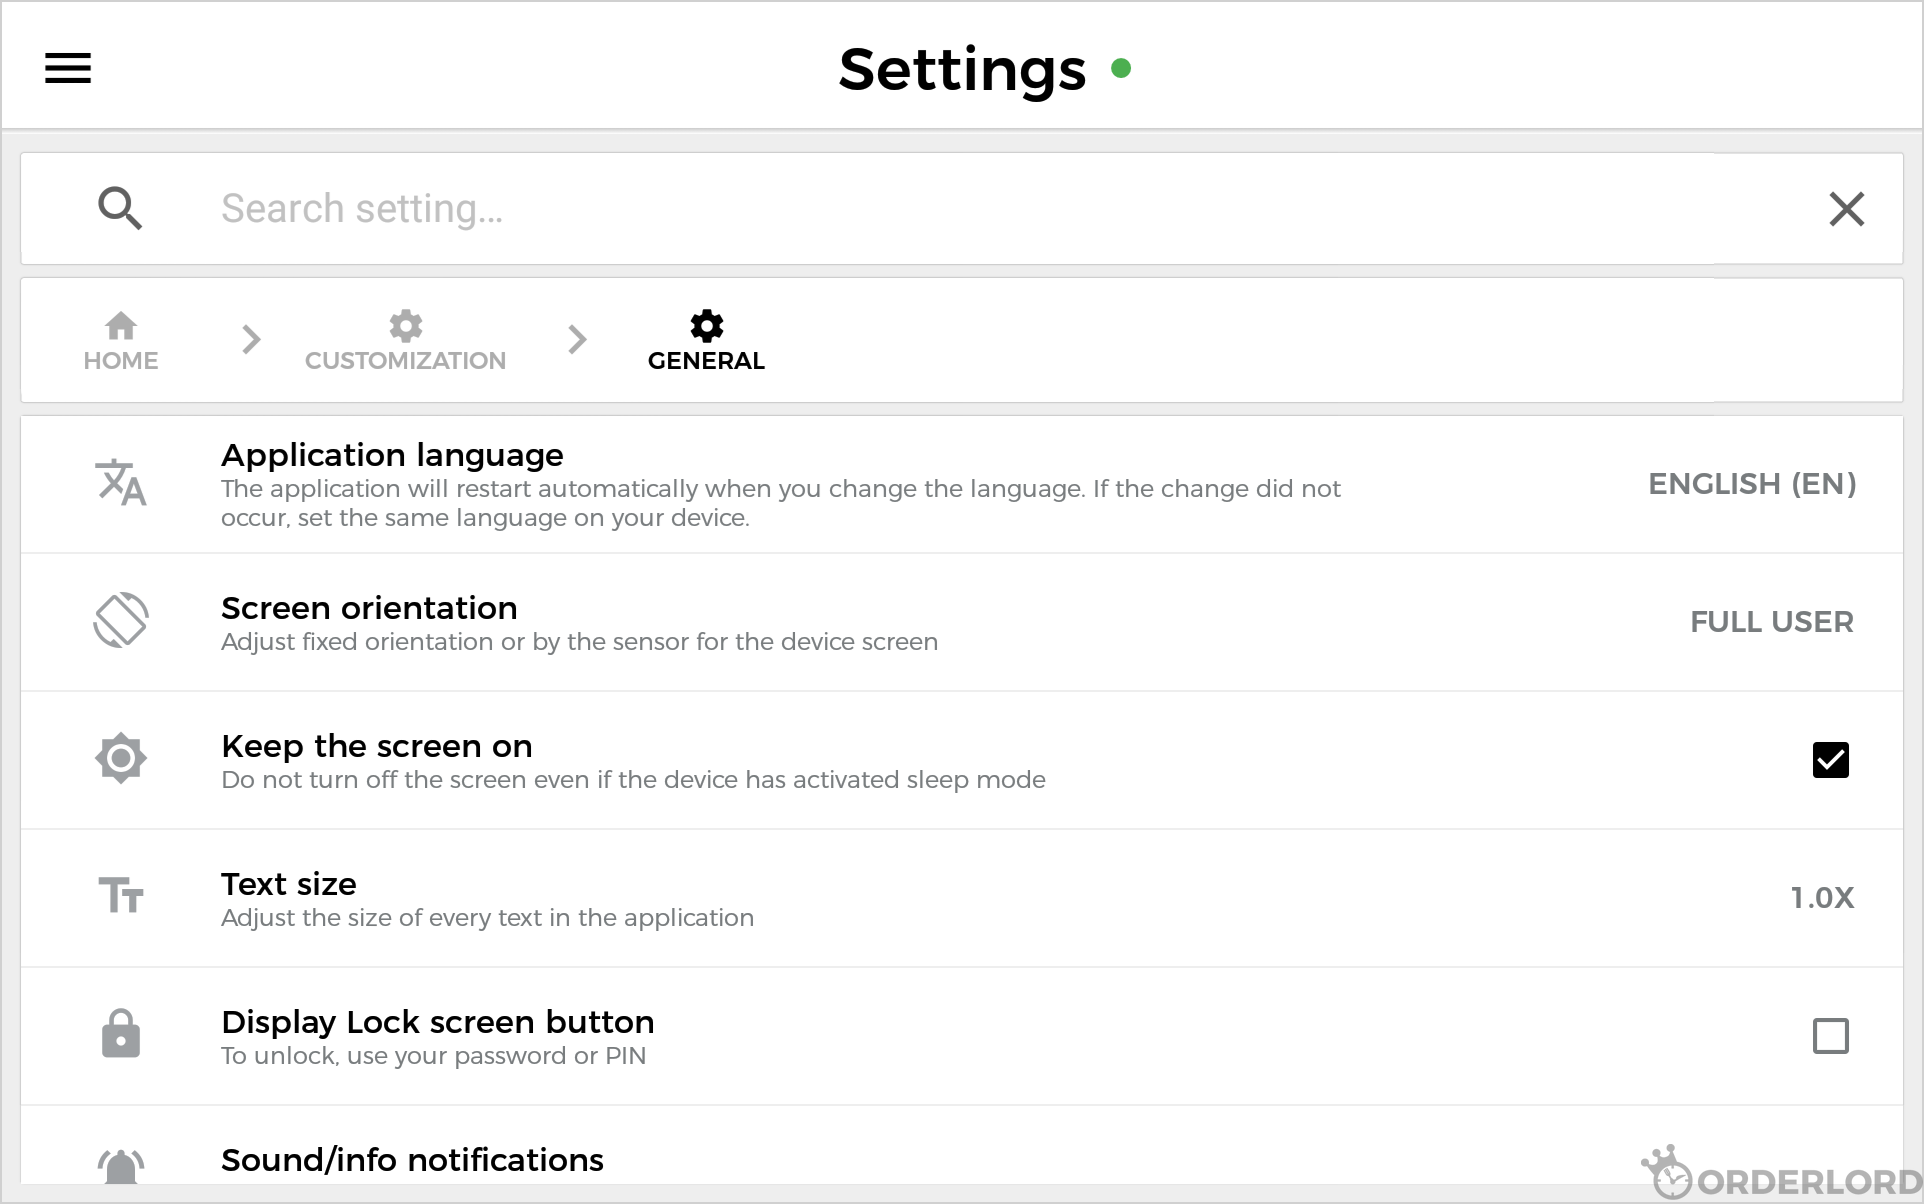 Settings
Search setting...
HOME
CUSTOMIZATION
GENERAL
Application language
The application will restart automatically when you change the language. If the change did not
occur, set the same language on your device.
ENGLISH (EN)
Screen orientation
Adjust fixed orientation or by the sensor for the device screen
FULL USER
Keep the screen on
Do not turn off the screen even if the device has activated sleep mode
Text size
Adjust the size of every text in the application
1.0X
Display Lock screen button
To unlock, use your password or PIN
Sound/info notifications
ORDERLORD